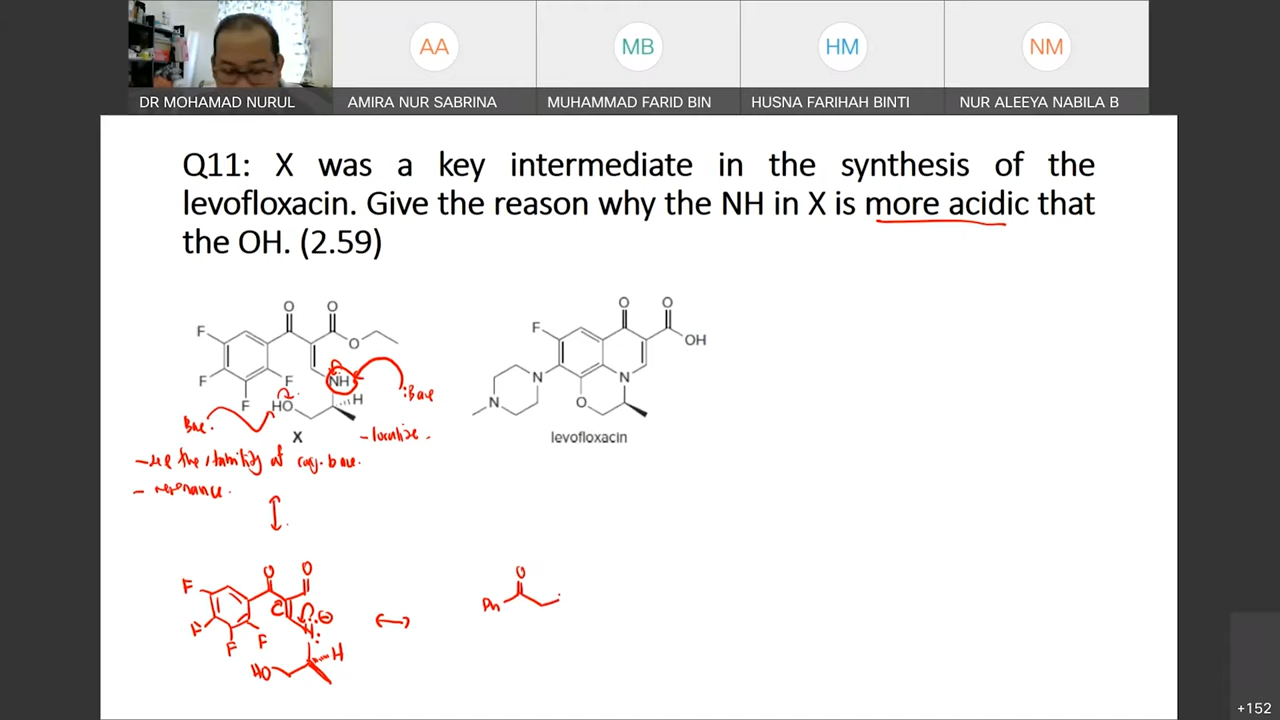 AA
MB
HM
NM
DR MOHAMAD NURUL
AMIRA NUR SABRINA
MUHAMMAD FARID BIN
HUSNA FARIHAH BINTI
NUR ALEEYA NABILA B
Q11: X was a key intermediate in the synthesis of the
levofloxacin. Give the reason why the NH in X is more acidic that
the OH. (2.59)
O O
F
O
F F NH :Base
F HO H
Base:
X
- localize.
the stability of conj. base.
- resonance.
O O
F
OH
N N
N O
levofloxacin
O O
F
F F F
N:
HO H
O
Ph
+152